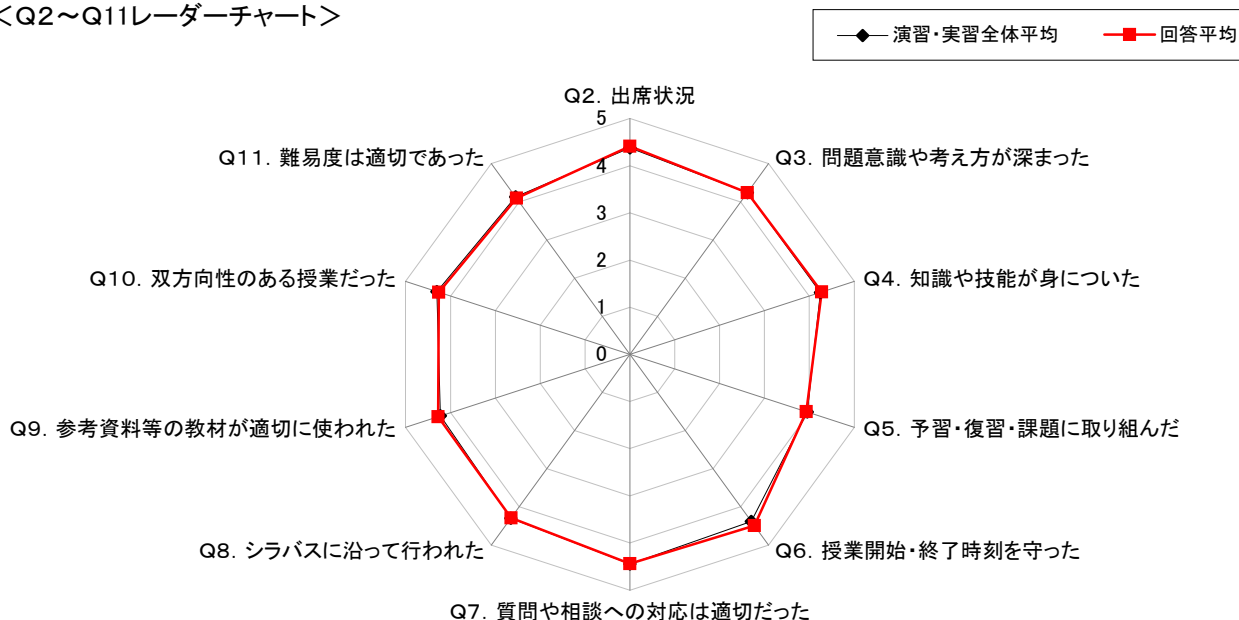 ＜Q2～Q11レーダーチャート＞
演習・実習全体平均
回答平均
Q2. 出席状況
Q3. 問題意識や考え方が深まった
Q4. 知識や技能が身についた
Q5. 予習・復習・課題に取り組んだ
Q6. 授業開始・終了時刻を守った
Q7. 質問や相談への対応は適切だった
Q8. シラバスに沿って行われた
Q9. 参考資料等の教材が適切に使われた
Q10. 双方向性のある授業だった
Q11. 難易度は適切であった
5
4
3
2
1
0